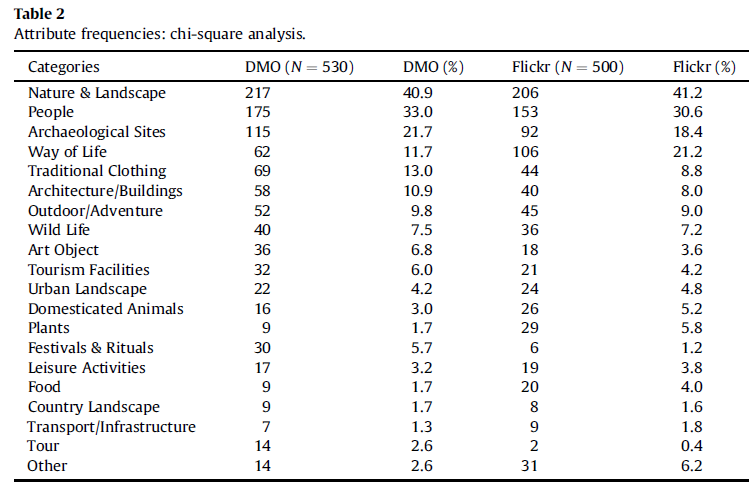 Table 2
Attribute frequencies: chi-square analysis.
Categories DMO (N = 530) DMO (%) Flickr (N = 500) Flickr (%)
Nature & Landscape 217 40.9 206 41.2
People 175 33.0 153 30.6
Archaeological Sites 115 21.7 92 18.4
Way of Life 62 11.7 106 21.2
Traditional Clothing 69 13.0 44 8.8
Architecture/Buildings 58 10.9 40 8.0
Outdoor/Adventure 52 9.8 45 9.0
Wild Life 40 7.5 36 7.2
Art Object 36 6.8 18 3.6
Tourism Facilities 32 6.0 21 4.2
Urban Landscape 22 4.2 24 4.8
Domesticated Animals 16 3.0 26 5.2
Plants 9 1.7 29 5.8
Festivals & Rituals 30 5.7 6 1.2
Leisure Activities 17 3.2 19 3.8
Food 9 1.7 20 4.0
Country Landscape 9 1.7 8 1.6
Transport/Infrastructure 7 1.3 9 1.8
Tour 14 2.6 2 0.4
Other 14 2.6 31 6.2